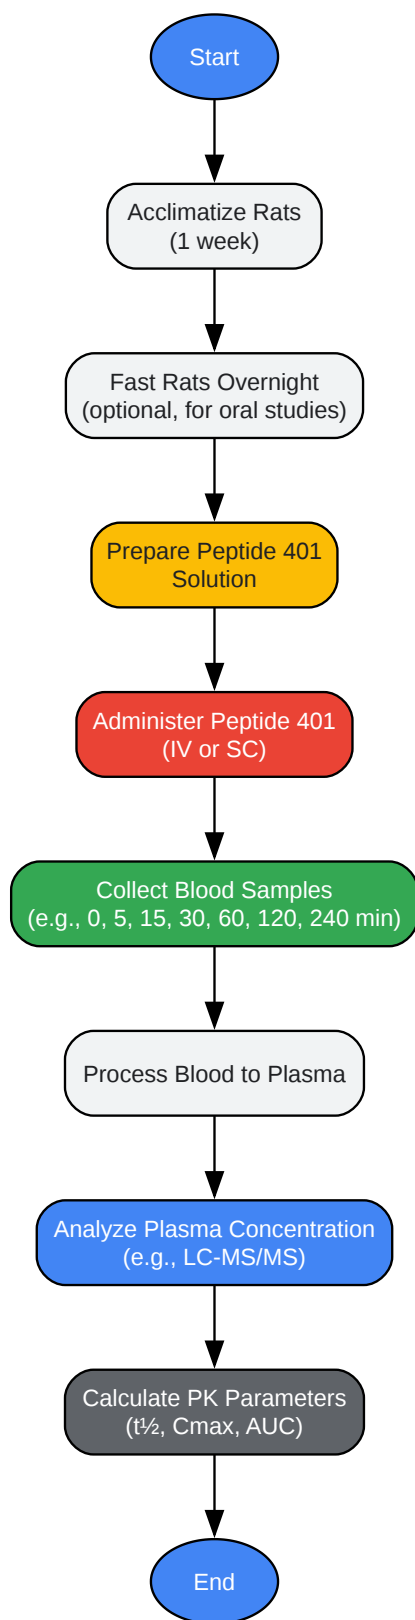 Start
Acclimatize Rats
(1 week)
Fast Rats Overnight
(optional, for oral studies)
Prepare Peptide 401
Solution
Administer Peptide 401
(IV or SC)
Collect Blood Samples
(e.g., 0, 5, 15, 30, 60, 120, 240 min)
Process Blood to Plasma
Analyze Plasma Concentration
(e.g., LC-MS/MS)
Calculate PK Parameters
(t½, Cmax, AUC)
End